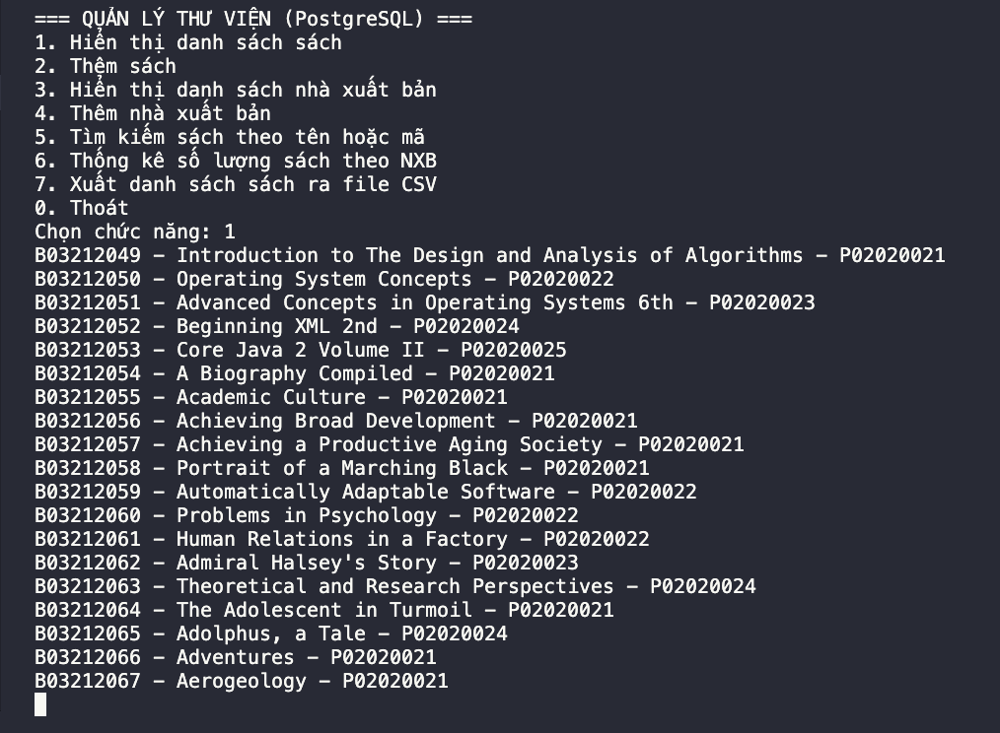 === QUẢN LÝ THƯ VIỆN (PostgreSQL) ===
1. Hiển thị danh sách sách
2. Thêm sách
3. Hiển thị danh sách nhà xuất bản
4. Thêm nhà xuất bản
5. Tìm kiếm sách theo tên hoặc mã
6. Thống kê số lượng sách theo NXB
7. Xuất danh sách sách ra file CSV
0. Thoát
Chọn chức năng: 1
B03212049 – Introduction to The Design and Analysis of Algorithms – P02020021
B03212050 – Operating System Concepts – P02020022
B03212051 – Advanced Concepts in Operating Systems 6th – P02020023
B03212052 – Beginning XML 2nd – P02020024
B03212053 – Core Java 2 Volume II – P02020025
B03212054 – A Biography Compiled – P02020021
B03212055 – Academic Culture – P02020021
B03212056 – Achieving Broad Development – P02020021
B03212057 – Achieving a Productive Aging Society – P02020021
B03212058 – Portrait of a Marching Black – P02020021
B03212059 – Automatically Adaptable Software – P02020022
B03212060 – Problems in Psychology – P02020022
B03212061 – Human Relations in a Factory – P02020022
B03212062 – Admiral Halsey's Story – P02020023
B03212063 – Theoretical and Research Perspectives – P02020024
B03212064 – The Adolescent in Turmoil – P02020021
B03212065 – Adolphus, a Tale – P02020024
B03212066 – Adventures – P02020021
B03212067 – Aerogeology – P02020021